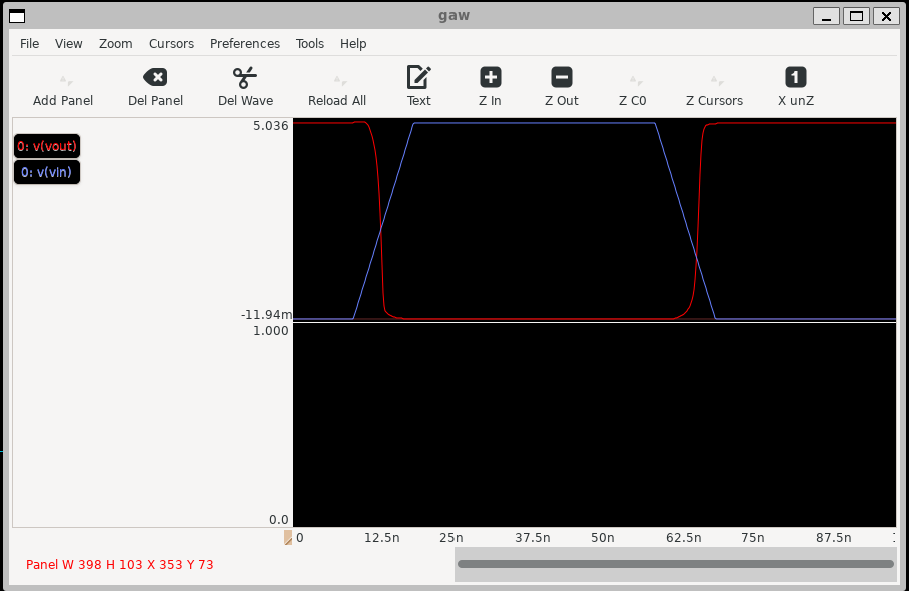 gaw
File View Zoom Cursors Preferences Tools Help
Add Panel Del Panel Del Wave Reload All Text Z In Z Out Z C0 Z Cursors X unZ
5.036
0: v(vout)
0: v(vin)
-11.94m
1.000
0.0
0 12.5n 25n 37.5n 50n 62.5n 75n 87.5n
Panel W 398 H 103 X 353 Y 73